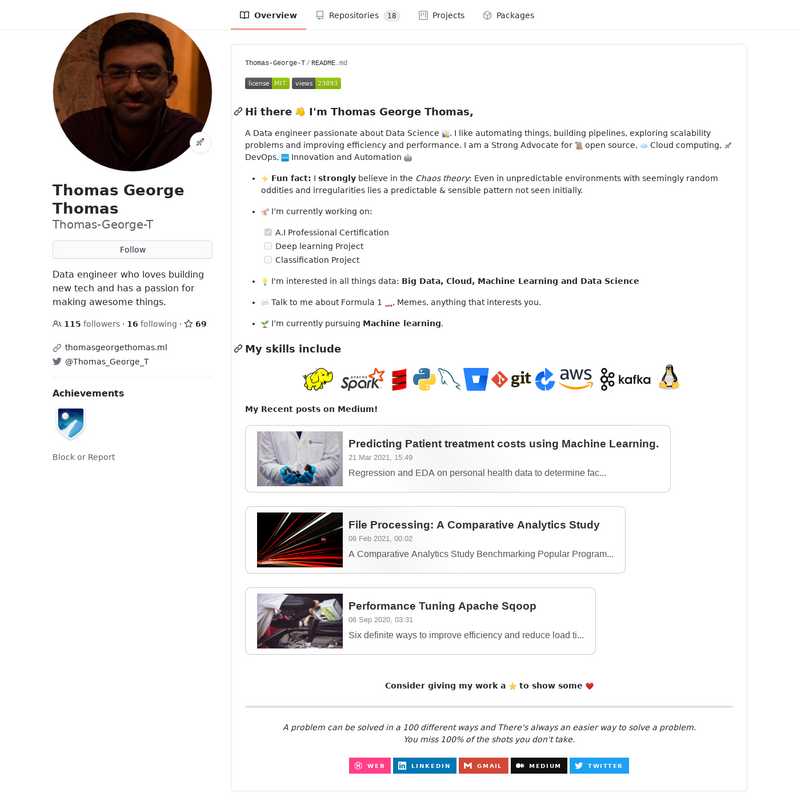 Overview
Repositories 18
Projects
Packages
Thomas George
Thomas
Thomas-George-T
Follow
Data engineer who loves building
new tech and has a passion for
making awesome things.
115 followers · 16 following · 69
thomasgeorgethomas.ml
@Thomas_George_T
Achievements
Block or Report
Thomas-George-T / README.md
license MIT views 23893
Hi there 👋 I'm Thomas George Thomas,
A Data engineer passionate about Data Science. I like automating things, building pipelines, exploring scalability
problems and improving efficiency and performance. I am a Strong Advocate for 📜 open source, ☁️ Cloud computing, 🚀
DevOps, Innovation and Automation 🤖
• ⚡ Fun fact: I strongly believe in the Chaos theory: Even in unpredictable environments with seemingly random
oddities and irregularities lies a predictable & sensible pattern not seen initially.
• I'm currently working on:
A.I Professional Certification
Deep learning Project
Classification Project
• 💡 I'm interested in all things data: Big Data, Cloud, Machine Learning and Data Science
• 💬 Talk to me about Formula 1 🏎️, Memes, anything that interests you.
• 🌱 I'm currently pursuing Machine learning.
My skills include
APACHE Spark git aws kafka
My Recent posts on Medium!
Predicting Patient treatment costs using Machine Learning.
21 Mar 2021, 15:49
Regression and EDA on personal health data to determine fac...
File Processing: A Comparative Analytics Study
06 Feb 2021, 00:02
A Comparative Analytics Study Benchmarking Popular Program...
Performance Tuning Apache Sqoop
06 Sep 2020, 03:31
Six definite ways to improve efficiency and reduce load ti...
Consider giving my work a ⭐ to show some ❤️
A problem can be solved in a 100 different ways and There's always an easier way to solve a problem.
You miss 100% of the shots you don't take.
WEB LINKEDIN GMAIL MEDIUM TWITTER